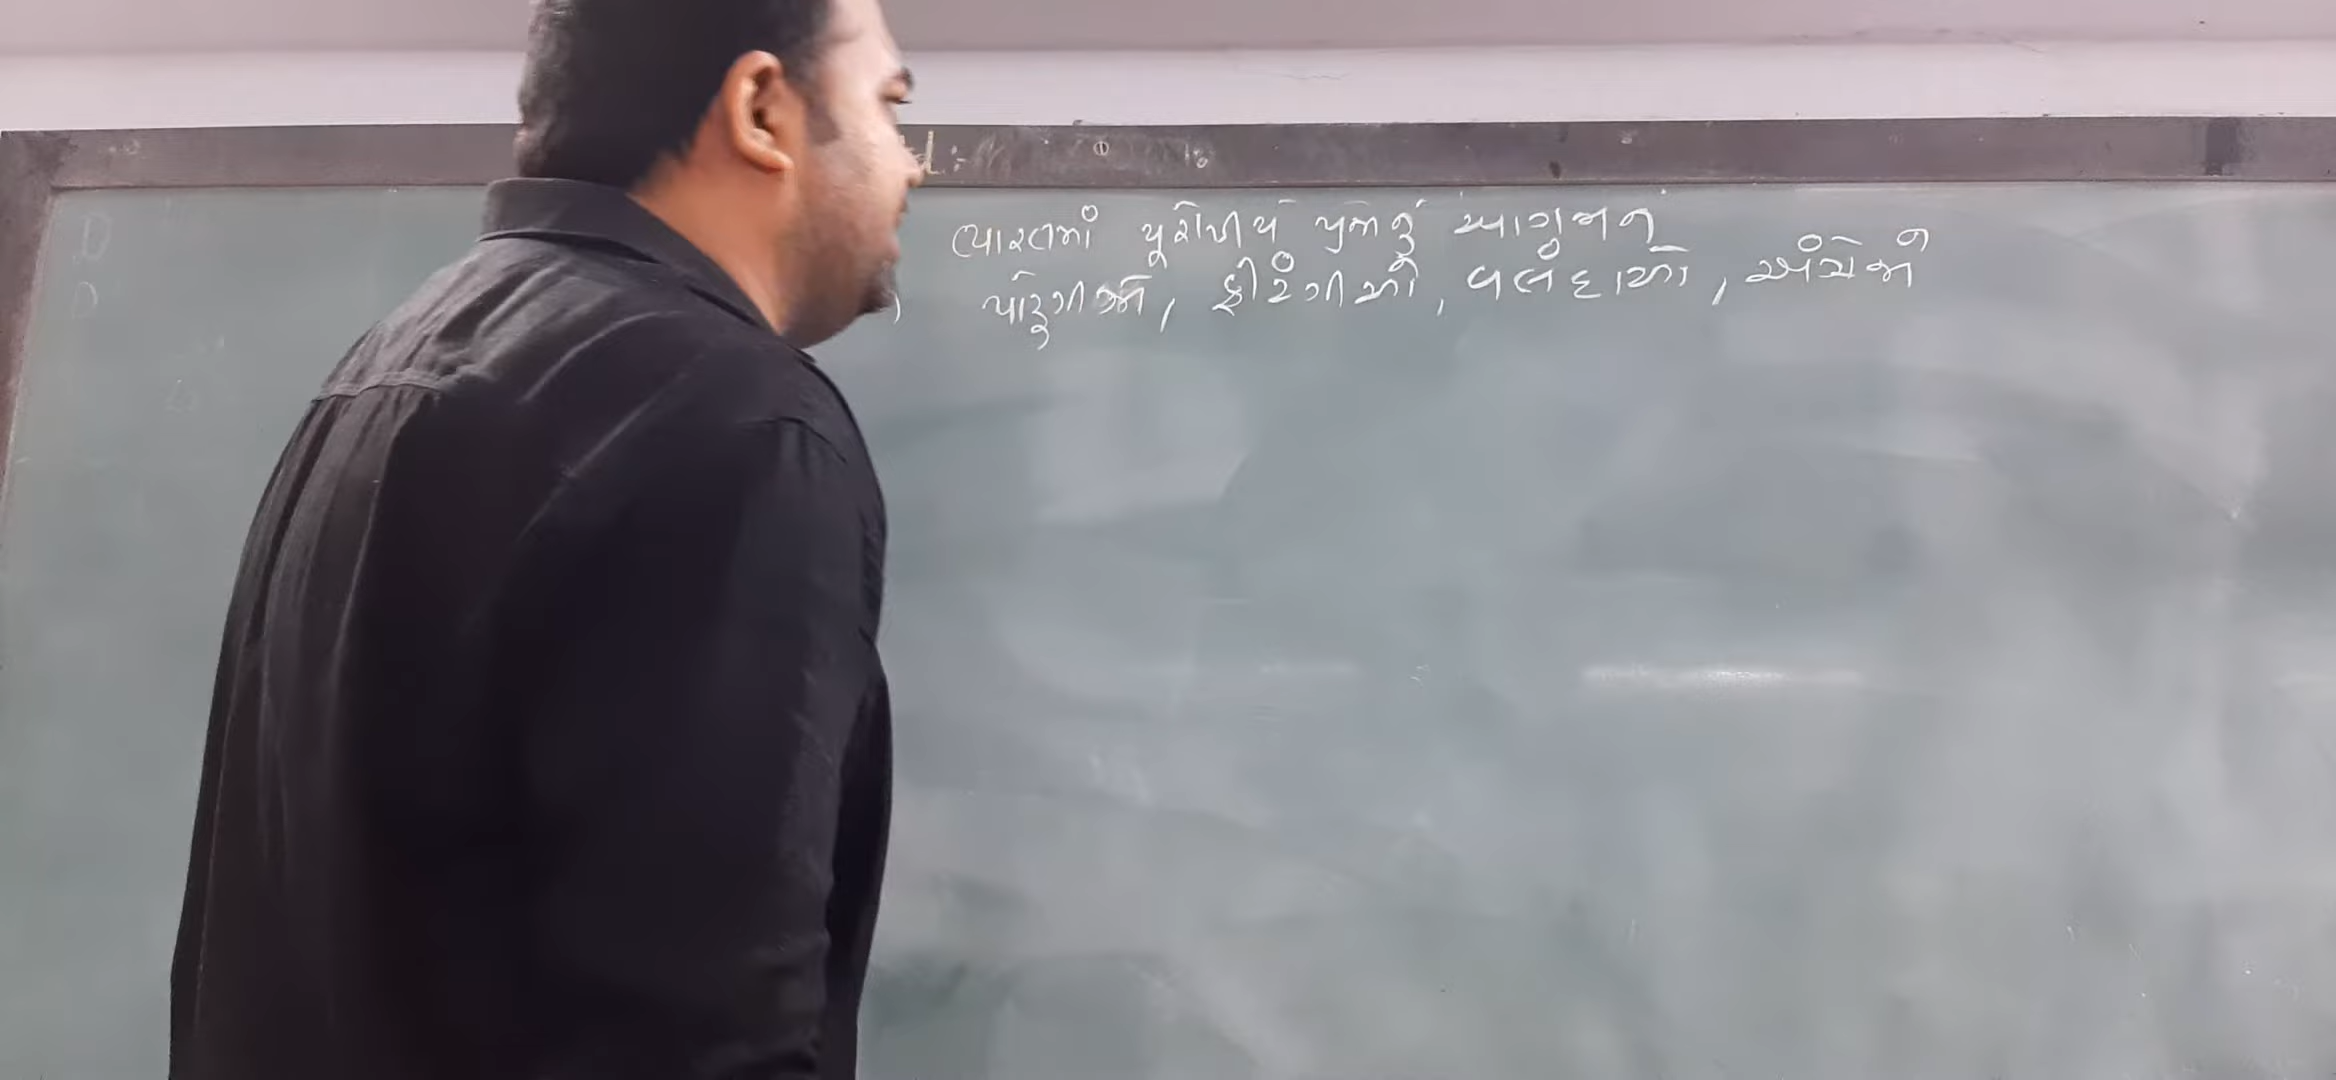 ભારતમાં યુરોપીય પ્રજાનું આગમન
પોર્ટુગીઓ, ફીરંગીઓ, વલંદાઓ, અંગ્રેજો